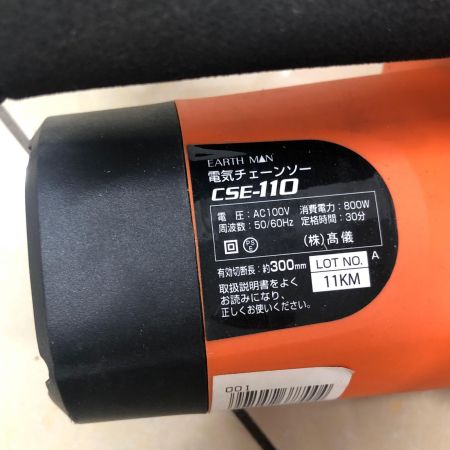 EARTH MAN
電気チェーンソー
CSE-110
電 圧：AC100V 消費電力：800W
周波数：50/60Hz 定格時間：30分
PS E (株)髙儀
有効切断長：約300mm LOT NO. A
取扱説明書をよく 11KM
お読みになり、
正しくお使いください。
001